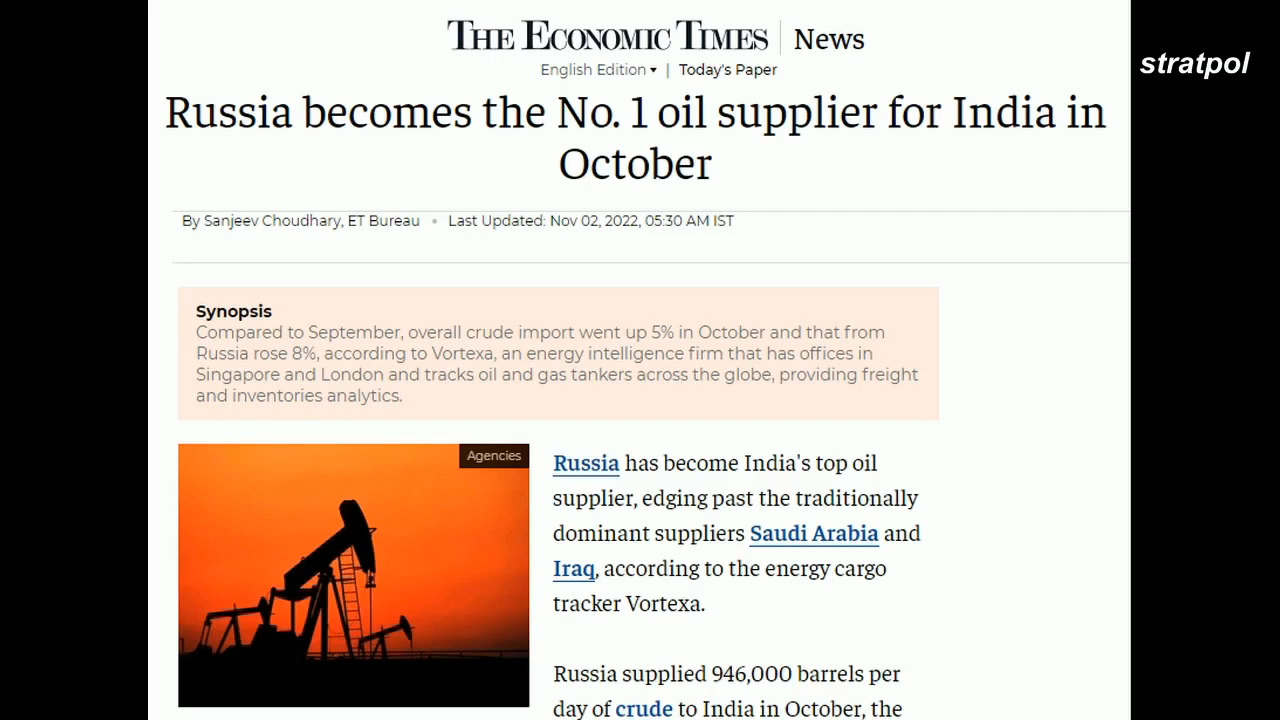 THE ECONOMIC TIMES | News
stratpol
English Edition ▾ | Today's Paper
Russia becomes the No. 1 oil supplier for India in
October
By Sanjeev Choudhary, ET Bureau • Last Updated: Nov 02, 2022, 05:30 AM IST
Synopsis
Compared to September, overall crude import went up 5% in October and that from
Russia rose 8%, according to Vortexa, an energy intelligence firm that has offices in
Singapore and London and tracks oil and gas tankers across the globe, providing freight
and inventories analytics.
Agencies
Russia has become India's top oil
supplier, edging past the traditionally
dominant suppliers Saudi Arabia and
Iraq, according to the energy cargo
tracker Vortexa.
Russia supplied 946,000 barrels per
day of crude to India in October, the